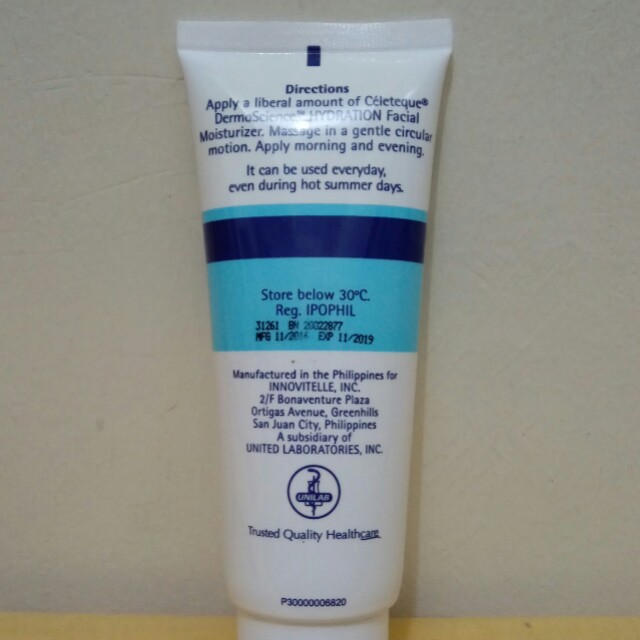 Directions
Apply a liberal amount of Céleteque®
DermoScience™ HYDRATION Facial
Moisturizer. Massage in a gentle circular
motion. Apply morning and evening.
It can be used everyday,
even during hot summer days.
Store below 30°C.
Reg. IPOPHIL
31261 BN 20022877
MFG 11/2016 EXP 11/2019
Manufactured in the Philippines for
INNOVITELLE, INC.
2/F Bonaventure Plaza
Ortigas Avenue, Greenhills
San Juan City, Philippines
A subsidiary of
UNITED LABORATORIES, INC.
UNILAB
Trusted Quality Healthcare
P30000006820